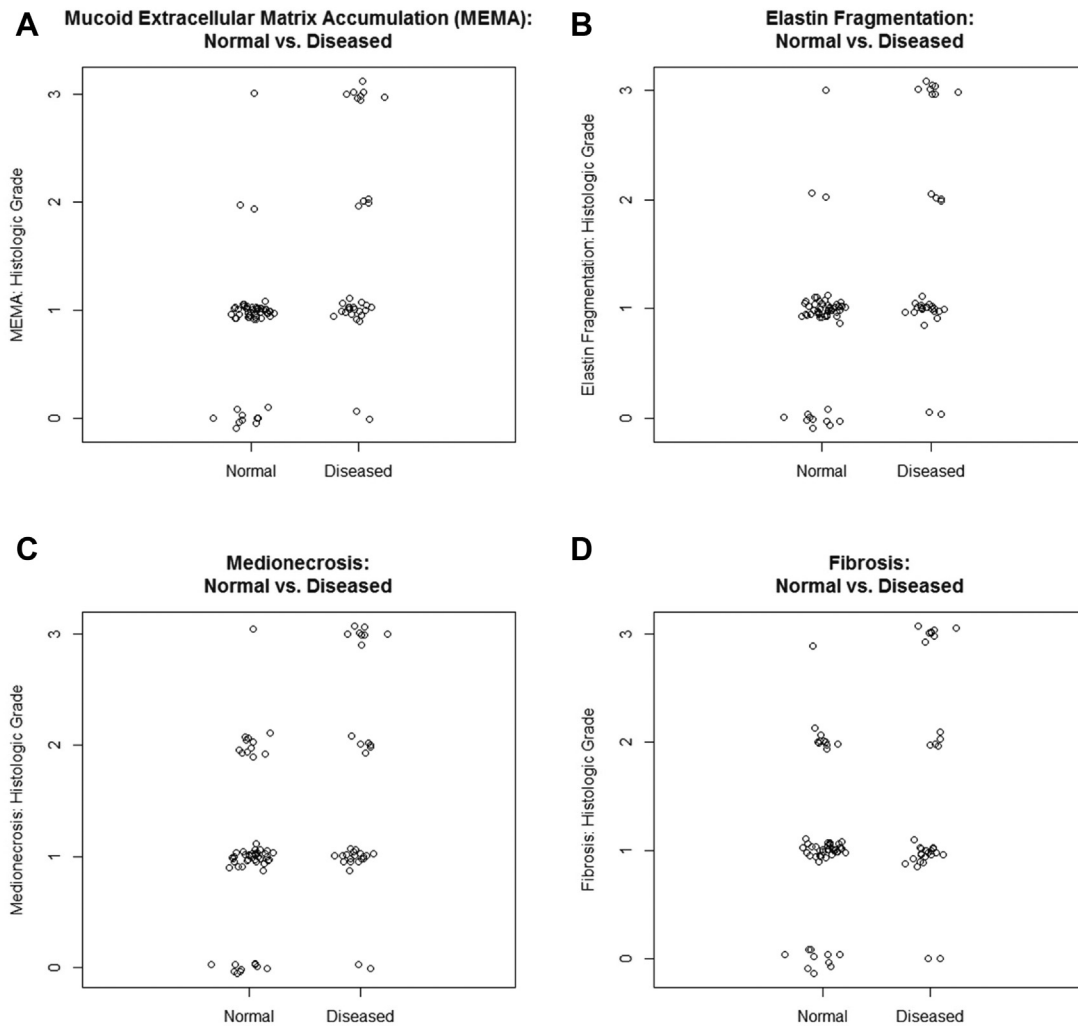 A
Mucoid Extracellular Matrix Accumulation (MEMA):
Normal vs. Diseased
MEMA: Histologic Grade
3
2
1
0
Normal Diseased
B
Elastin Fragmentation:
Normal vs. Diseased
Elastin Fragmentation: Histologic Grade
3
2
1
0
Normal Diseased
C
Medionecrosis:
Normal vs. Diseased
Medionecrosis: Histologic Grade
3
2
1
0
Normal Diseased
D
Fibrosis:
Normal vs. Diseased
Fibrosis: Histologic Grade
3
2
1
0
Normal Diseased